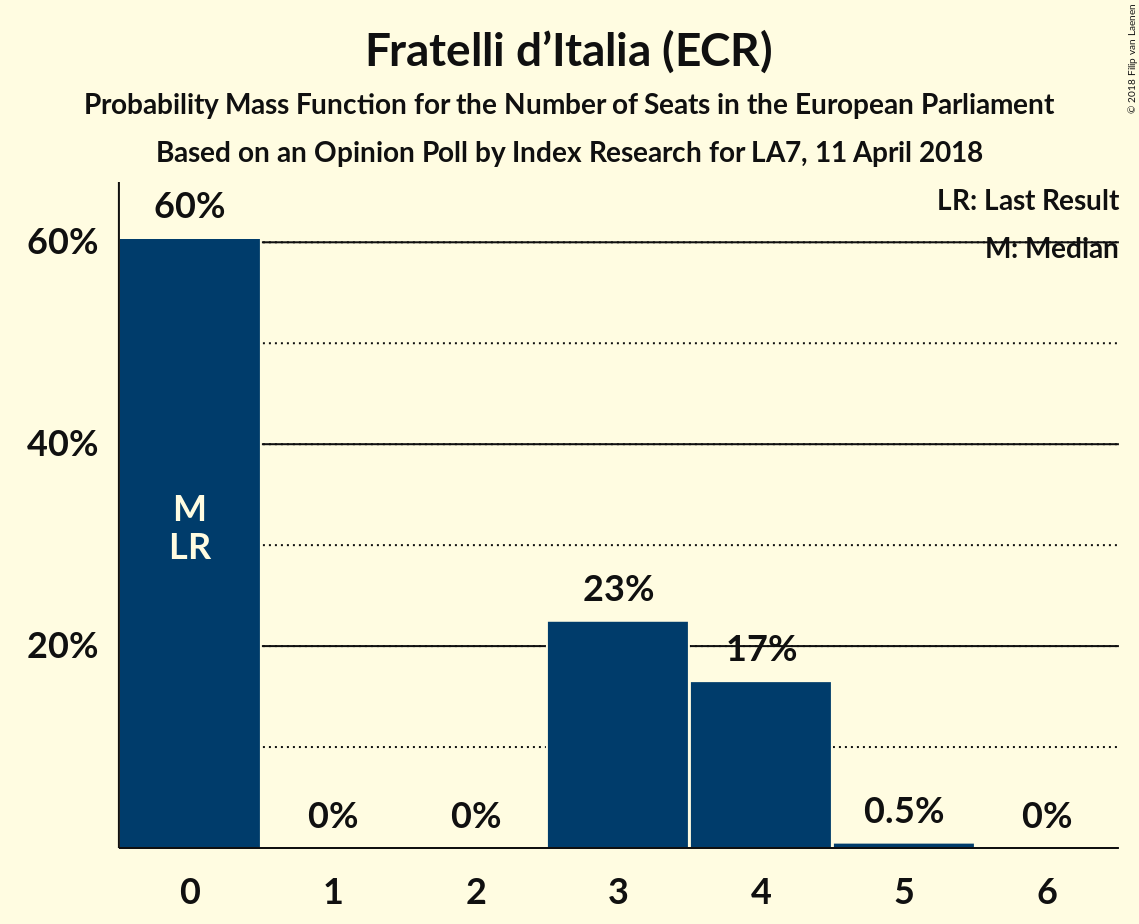 © 2018 Filip van Laenen
Fratelli d’Italia (ECR)
Probability Mass Function for the Number of Seats in the European Parliament
Based on an Opinion Poll by Index Research for LA7, 11 April 2018
LR: Last Result
M: Median
60%
40%
20%
60%
0%
0%
23%
17%
0.5%
0%
M
LR
0 1 2 3 4 5 6